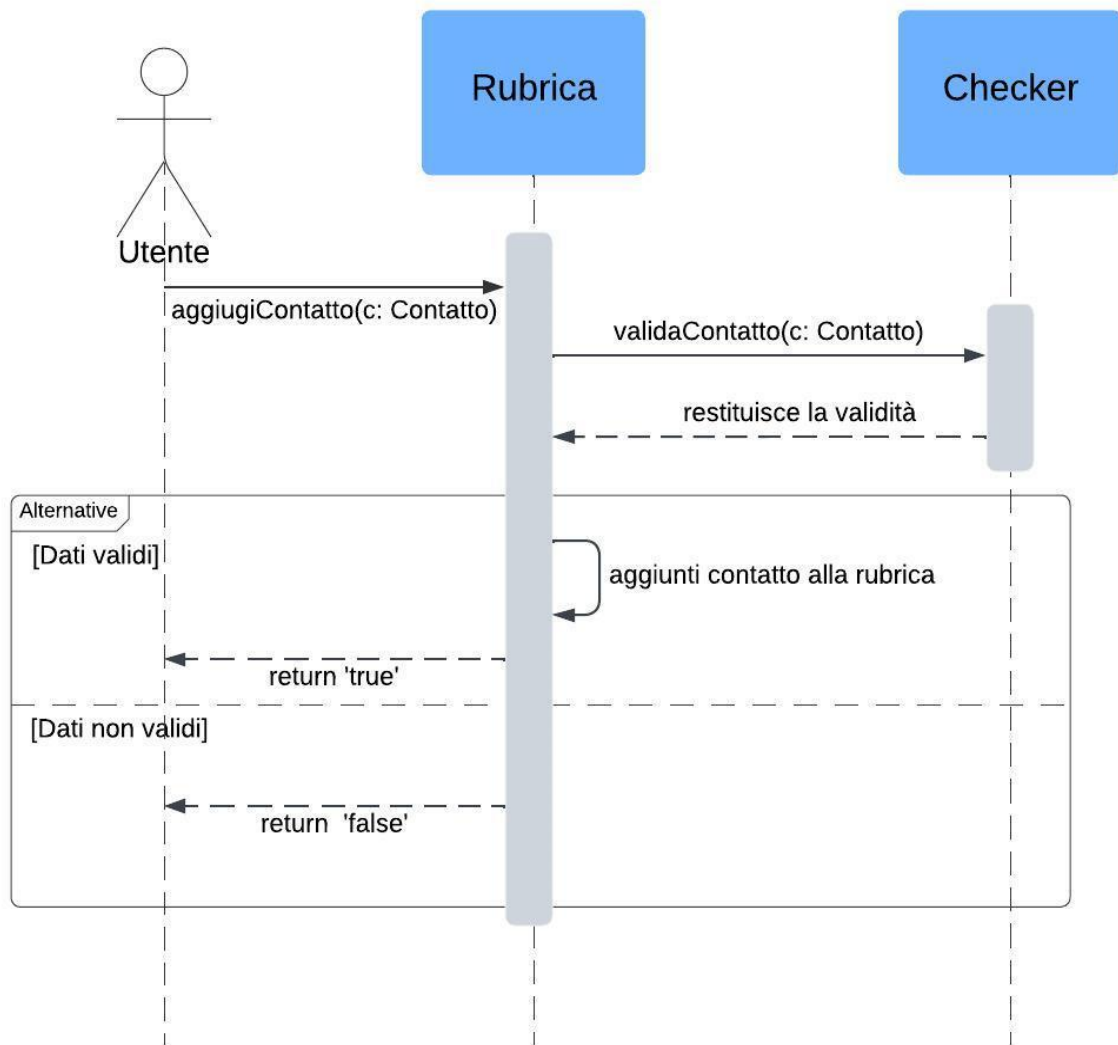 Rubrica
Checker
Utente
aggiugiContatto(c: Contatto)
validaContatto(c: Contatto)
restituisce la validità
Alternative
[Dati validi]
aggiunti contatto alla rubrica
return 'true'
[Dati non validi]
return 'false'